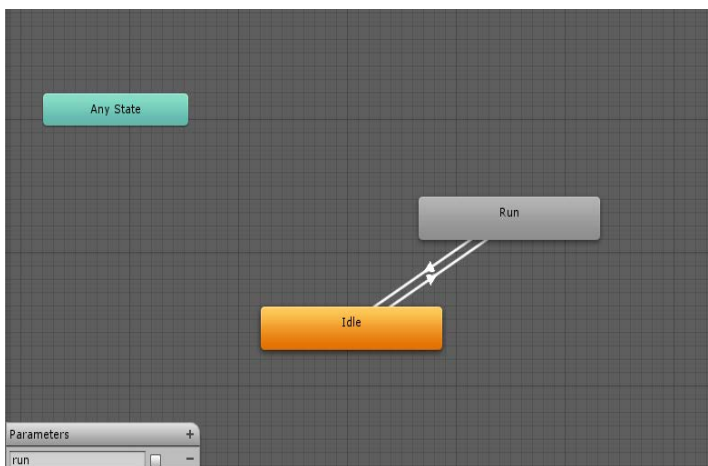 Any State
Run
Idle
Parameters +
run -